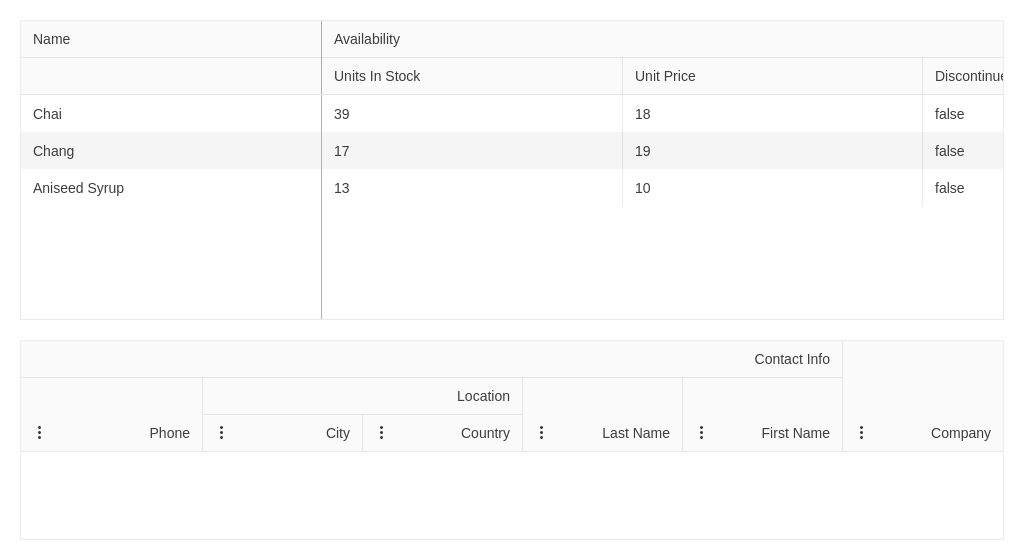 Name Availability
Units In Stock Unit Price Discontinue
Chai 39 18 false
Chang 17 19 false
Aniseed Syrup 13 10 false
Contact Info
Location
Phone City Country Last Name First Name Company